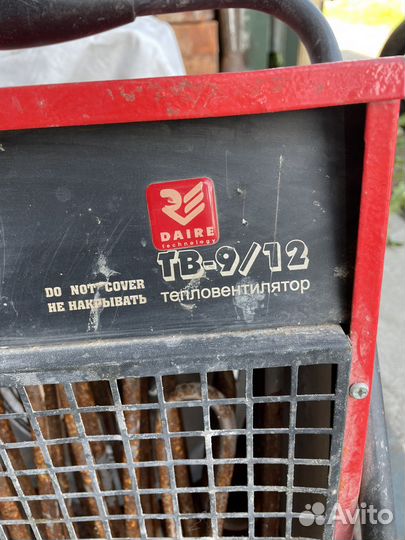 DAIRE
technology
ТВ-9/12
DO NOT COVER
НЕ НАКРЫВАТЬ
тепловентилятор
Avito